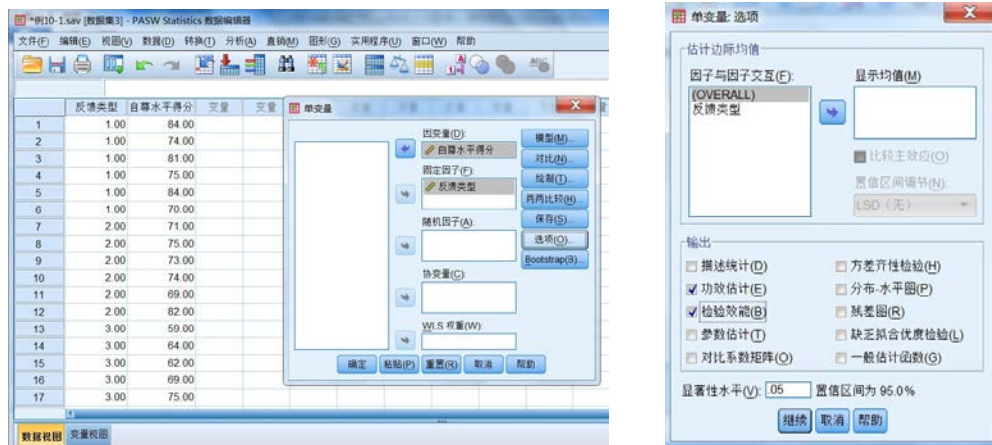 *例10-1.sav [数据集3] - PASW Statistics 数据编辑器
文件(F) 编辑(E) 视图(V) 数据(D) 转换(T) 分析(A) 直销(M) 图形(G) 实用程序(U) 窗口(W) 帮助
反馈类型 自尊水平得分 变量 变量
1 1.00 84.00
2 1.00 74.00
3 1.00 81.00
4 1.00 75.00
5 1.00 84.00
6 1.00 70.00
7 2.00 71.00
8 2.00 75.00
9 2.00 73.00
10 2.00 74.00
11 2.00 69.00
12 2.00 82.00
13 3.00 59.00
14 3.00 64.00
15 3.00 62.00
16 3.00 69.00
17 3.00 75.00
数据视图 变量视图
单变量
因变量(D):
自尊水平得分
固定因子(F):
反馈类型
随机因子(A):
协变量(C):
WLS 权重(W):
模型(M)...
对比(N)...
绘制(T)...
两两比较(H)...
保存(S)...
选项(O)...
Bootstrap(B)...
确定 粘贴(P) 重置(R) 取消 帮助
单变量: 选项
估计边际均值
因子与因子交互(F): 显示均值(M)
(OVERALL)
反馈类型
比较主效应(O)
置信区间调节(N):
LSD（无）
输出
描述统计(D) 方差齐性检验(H)
功效估计(E) 分布-水平图(P)
检验效能(B) 残差图(R)
参数估计(T) 缺乏拟合优度检验(L)
对比系数矩阵(O) 一般估计函数(G)
显著性水平(V): .05 置信区间为 95.0%
继续 取消 帮助